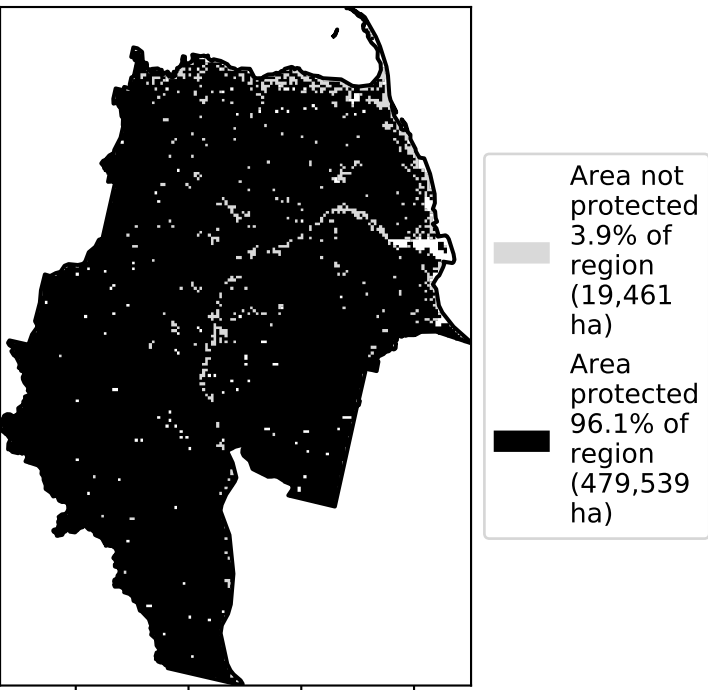 Area not
protected
3.9% of
region
(19,461
ha)
Area
protected
96.1% of
region
(479,539
ha)